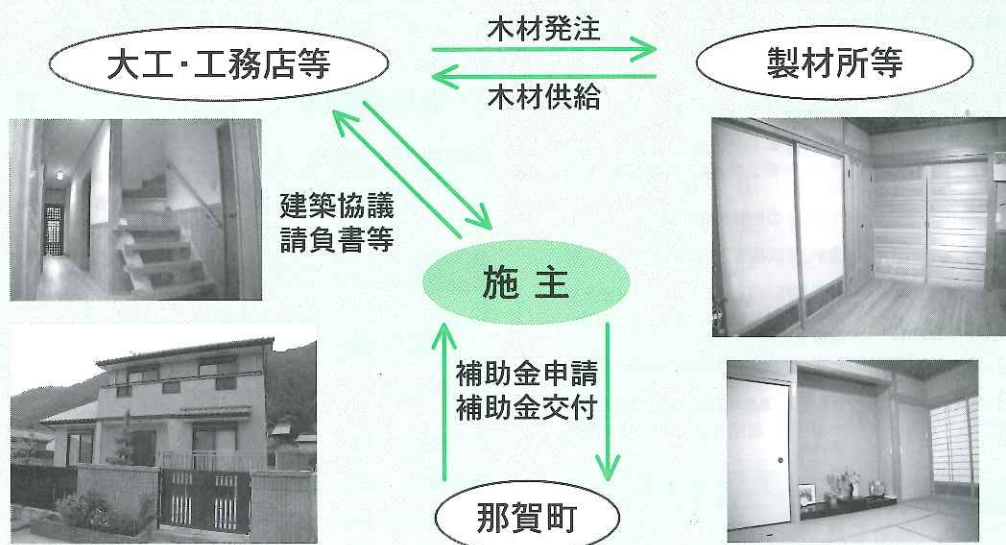 木材発注
大工・工務店等
製材所等
木材供給
建築協議
請負書等
施主
補助金申請
補助金交付
那賀町